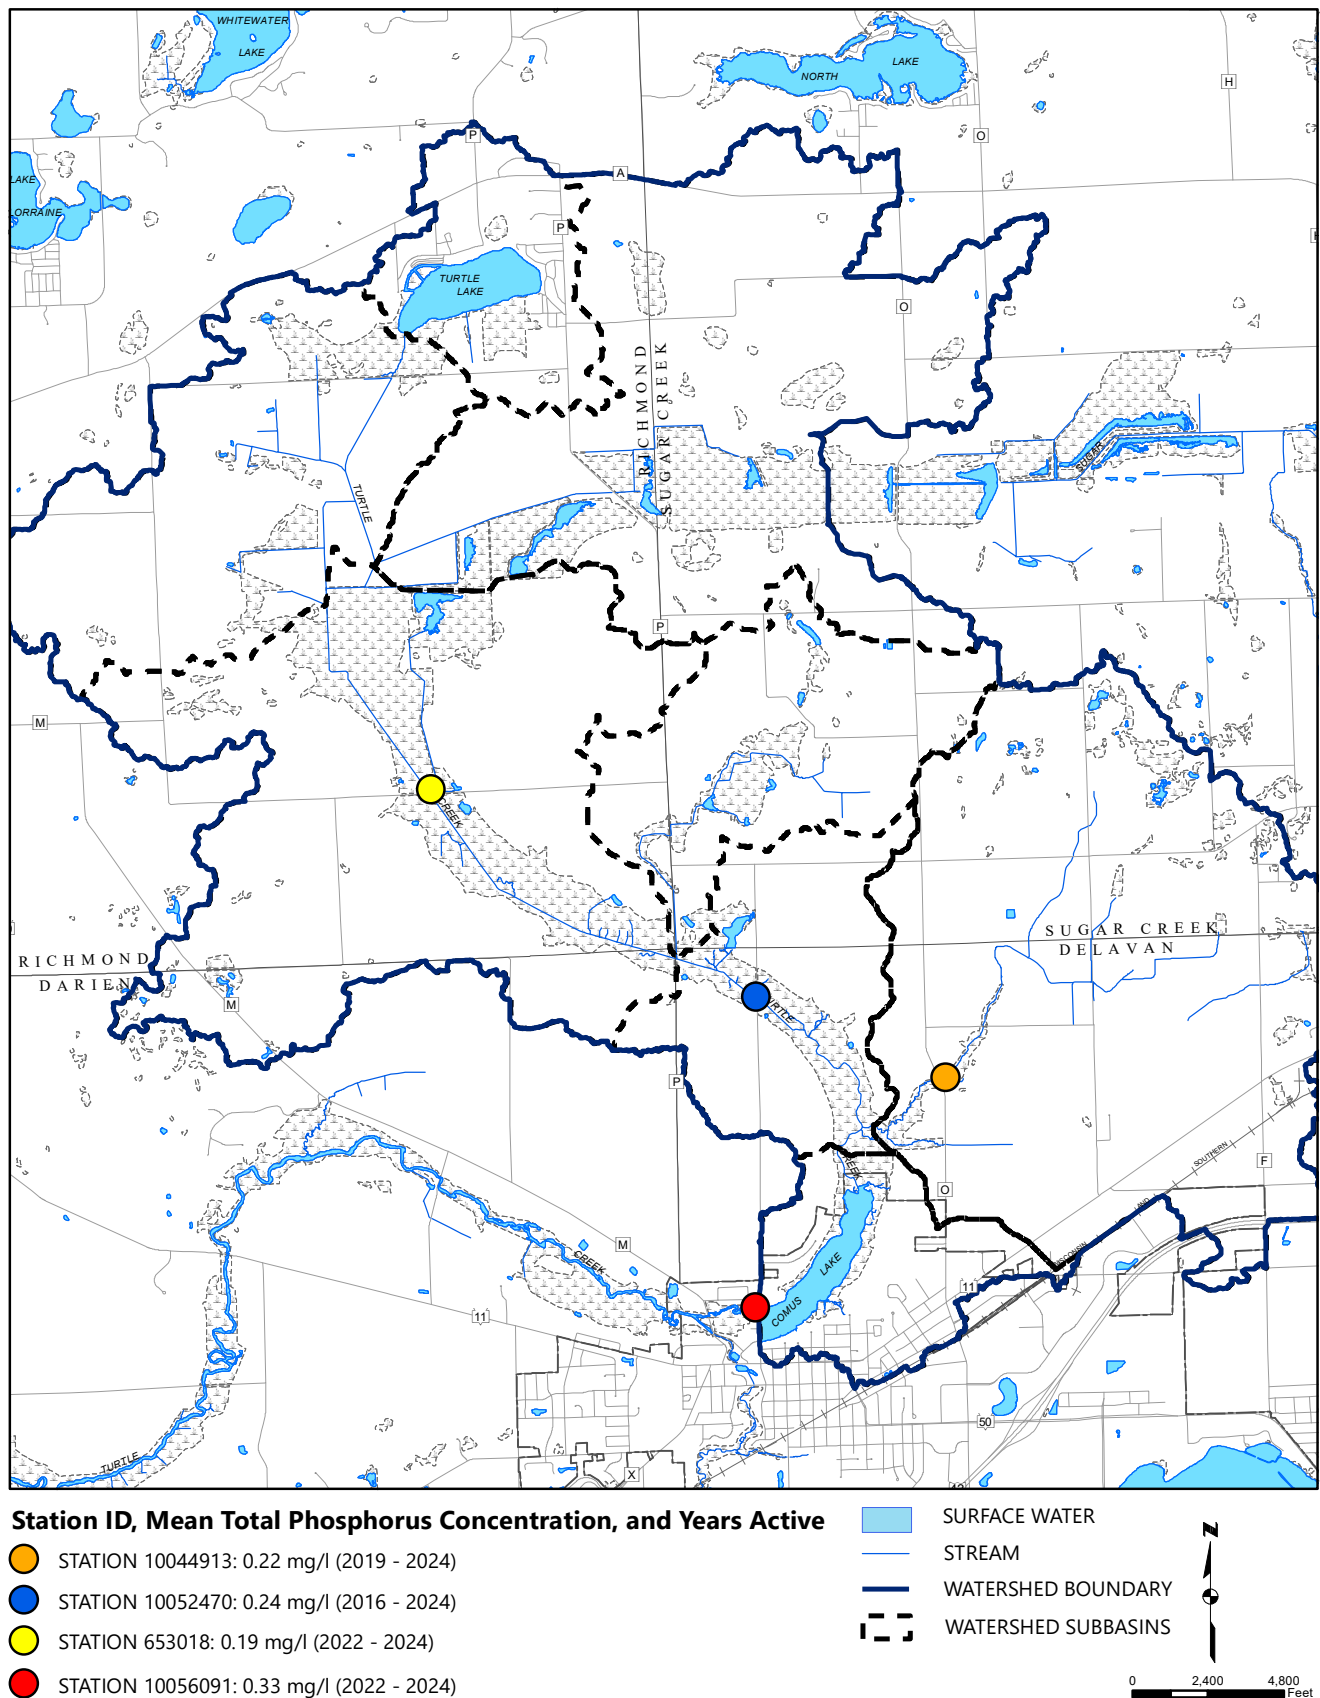 WHITEWATER
LAKE
NORTH
LAKE
H
P
O
A
LAKE
ORRAINE
P
TURTLE
LAKE
O
RICHMOND
SUGAR CREEK
SUGAR
TURTLE
P
M
CREEK
SUGAR CREEK
DELAVAN
RICHMOND
DARIEN
M
TURTLE
P
SOUTHERN
F
CREEK
O
AND
WISCONSIN
M
CREEK
LAKE
11
COMUS
11
50
TURTLE
X
Station ID, Mean Total Phosphorus Concentration, and Years Active
STATION 10044913: 0.22 mg/l (2019 - 2024)
STATION 10052470: 0.24 mg/l (2016 - 2024)
STATION 653018: 0.19 mg/l (2022 - 2024)
STATION 10056091: 0.33 mg/l (2022 - 2024)
SURFACE WATER
STREAM
WATERSHED BOUNDARY
WATERSHED SUBBASINS
N
0 2,400 4,800
Feet